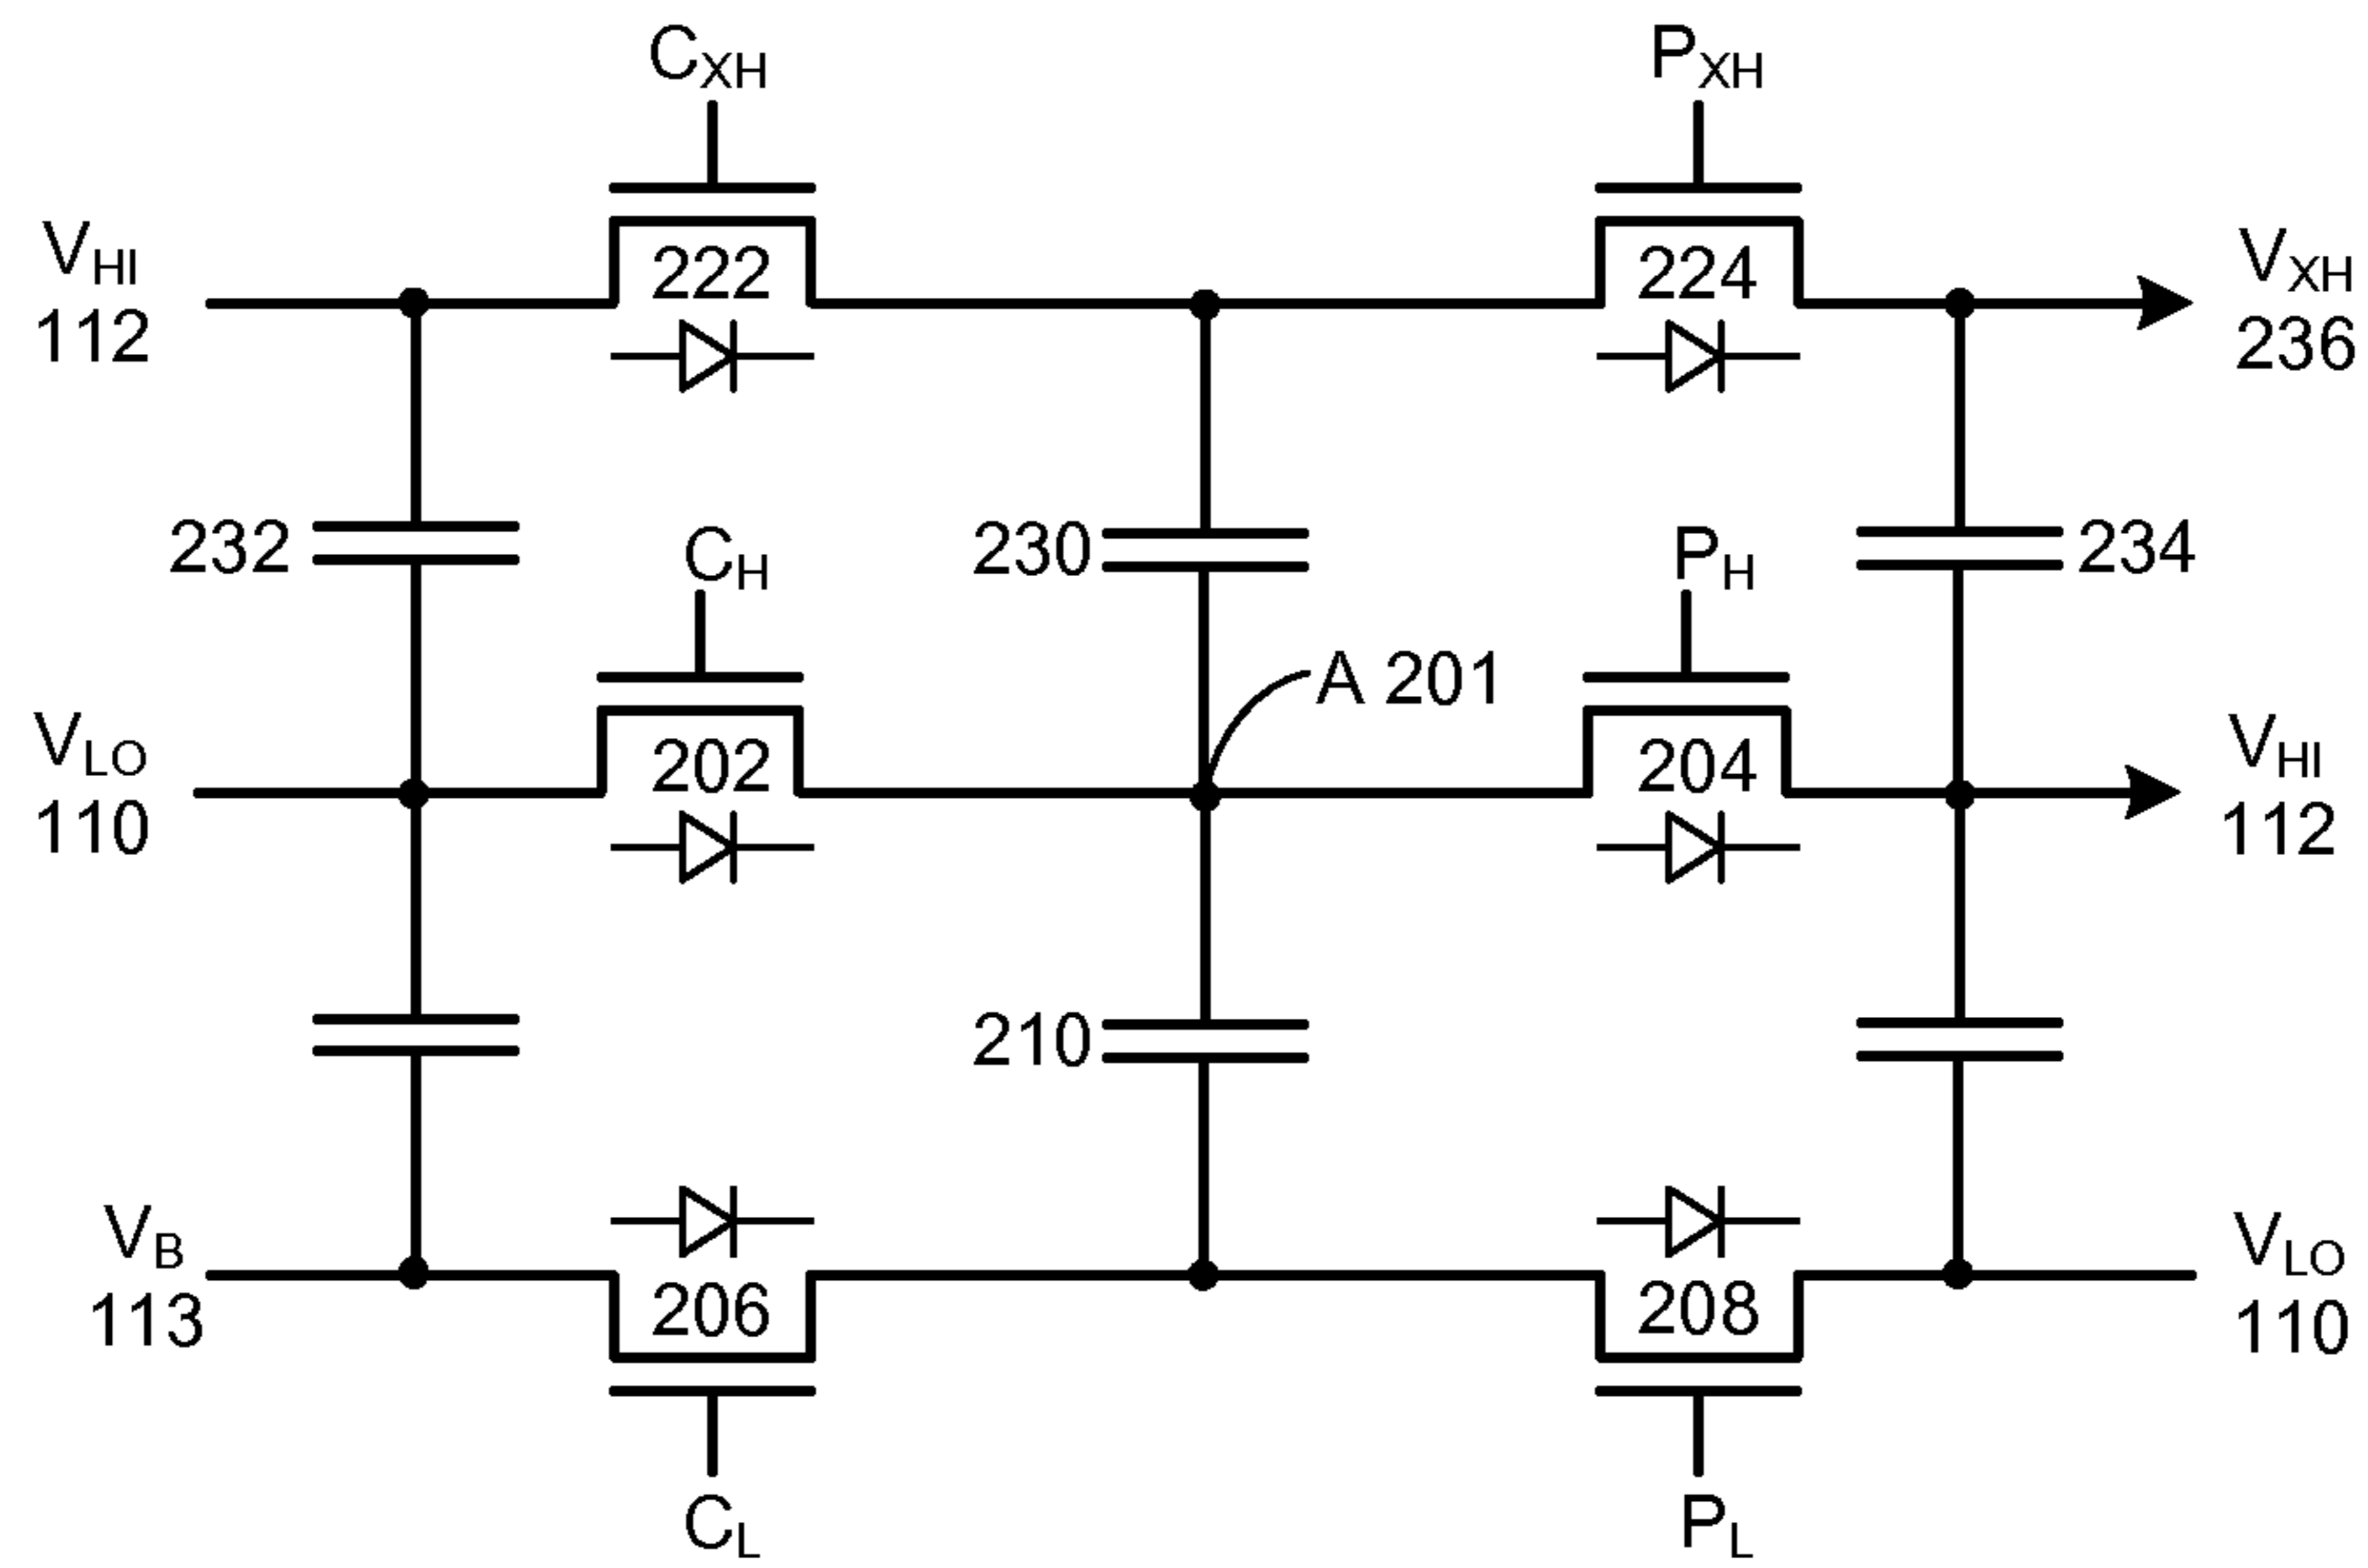 C_XH
P_XH
V_HI
112
222
224
V_XH
236
232
C_H
230
P_H
234
A 201
V_LO
110
202
204
V_HI
112
210
V_B
113
206
208
V_LO
110
C_L
P_L